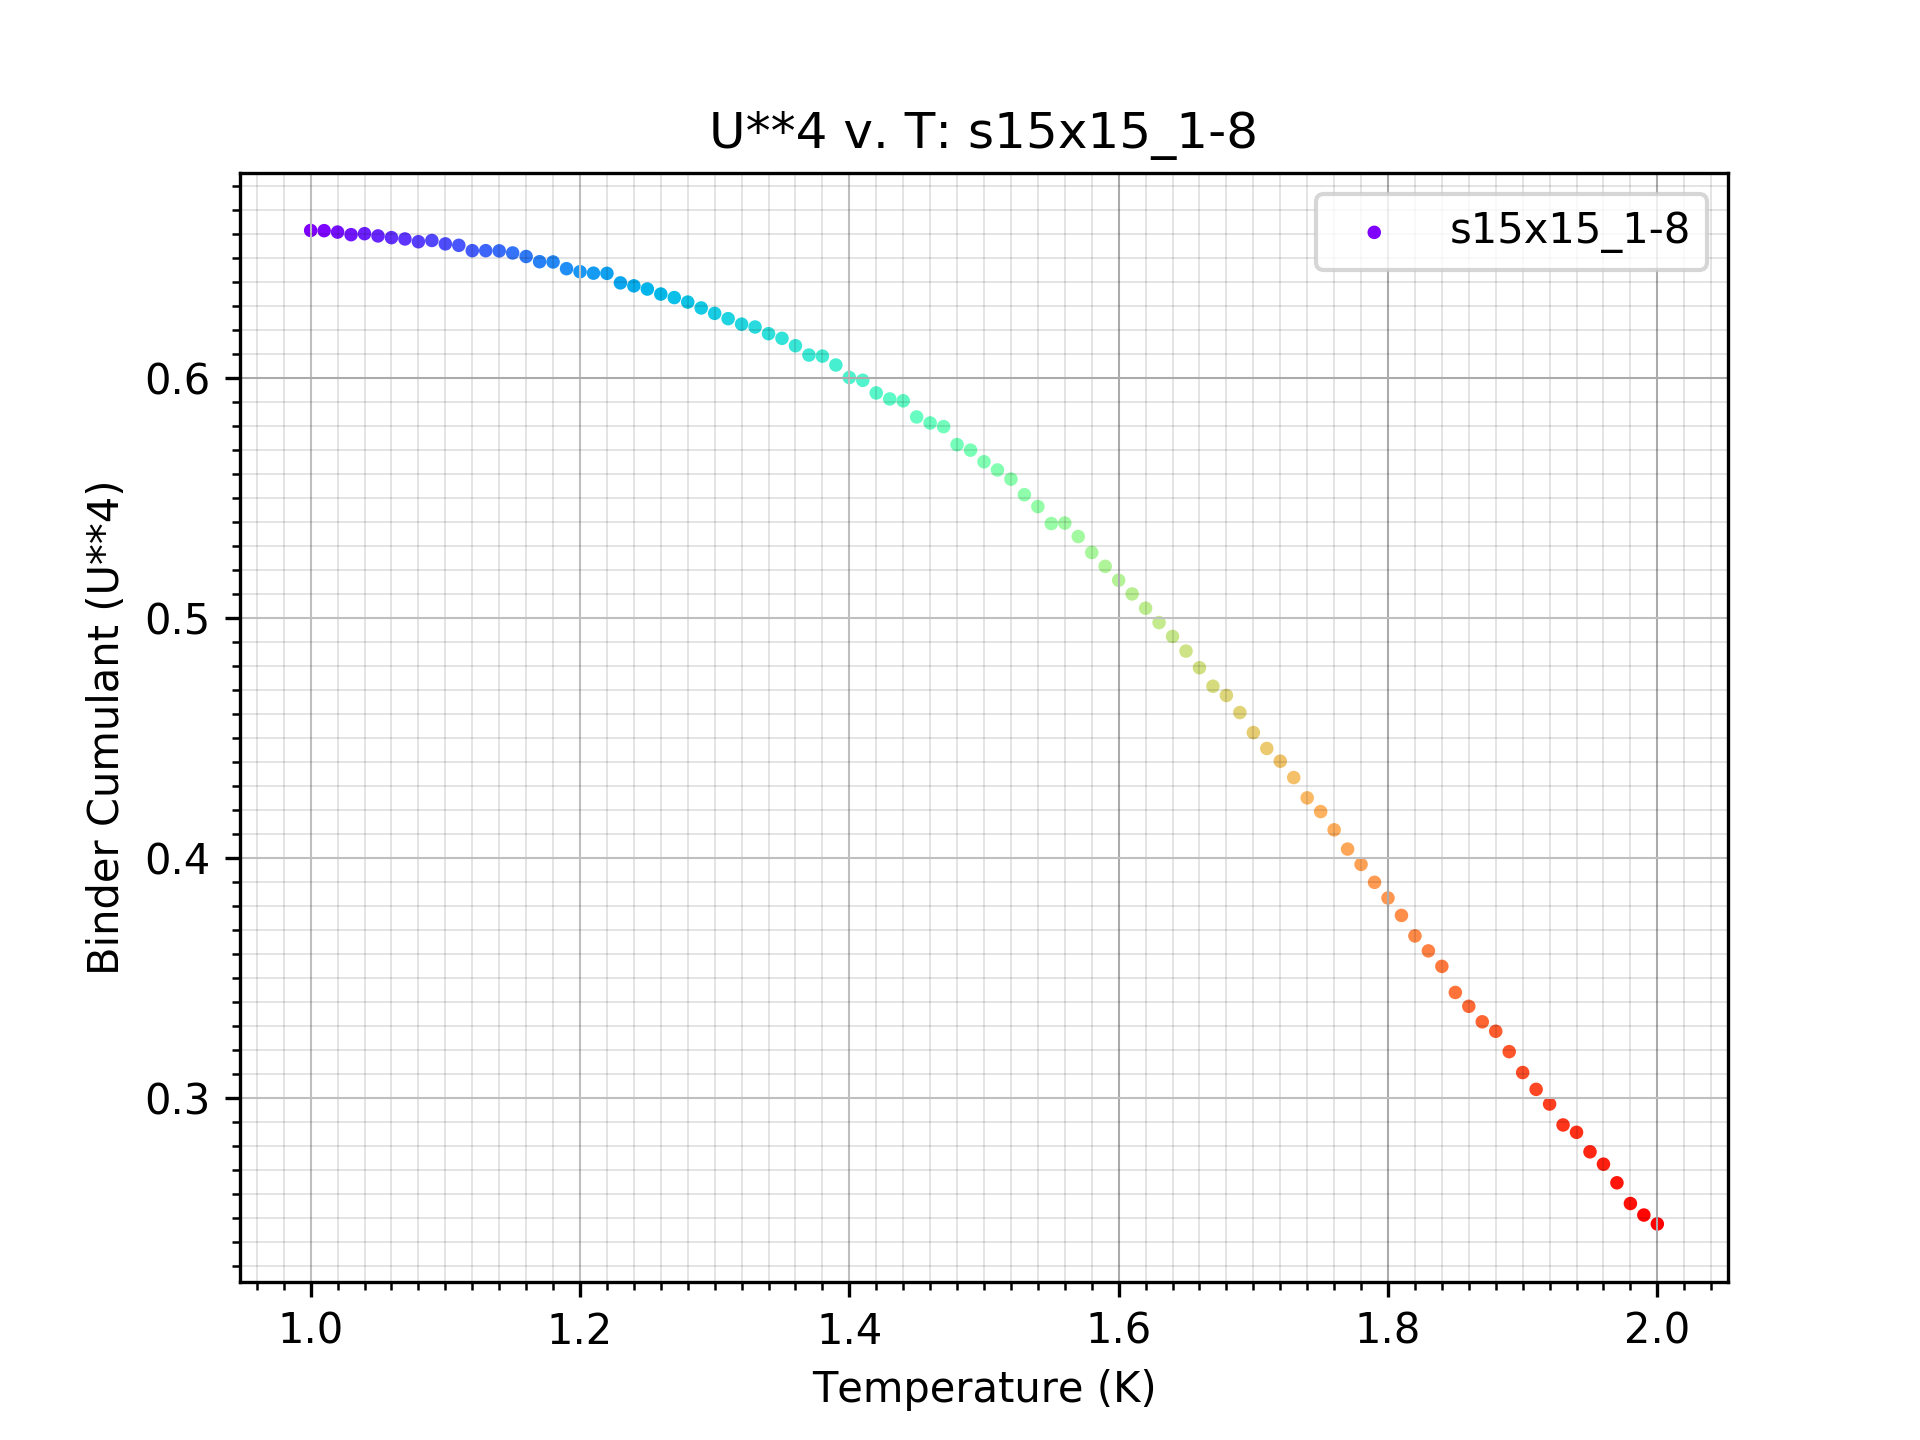 U**4 v. T: s15x15_1-8
s15x15_1-8
Binder Cumulant (U**4)
0.6
0.5
0.4
0.3
1.0 1.2 1.4 1.6 1.8 2.0
Temperature (K)